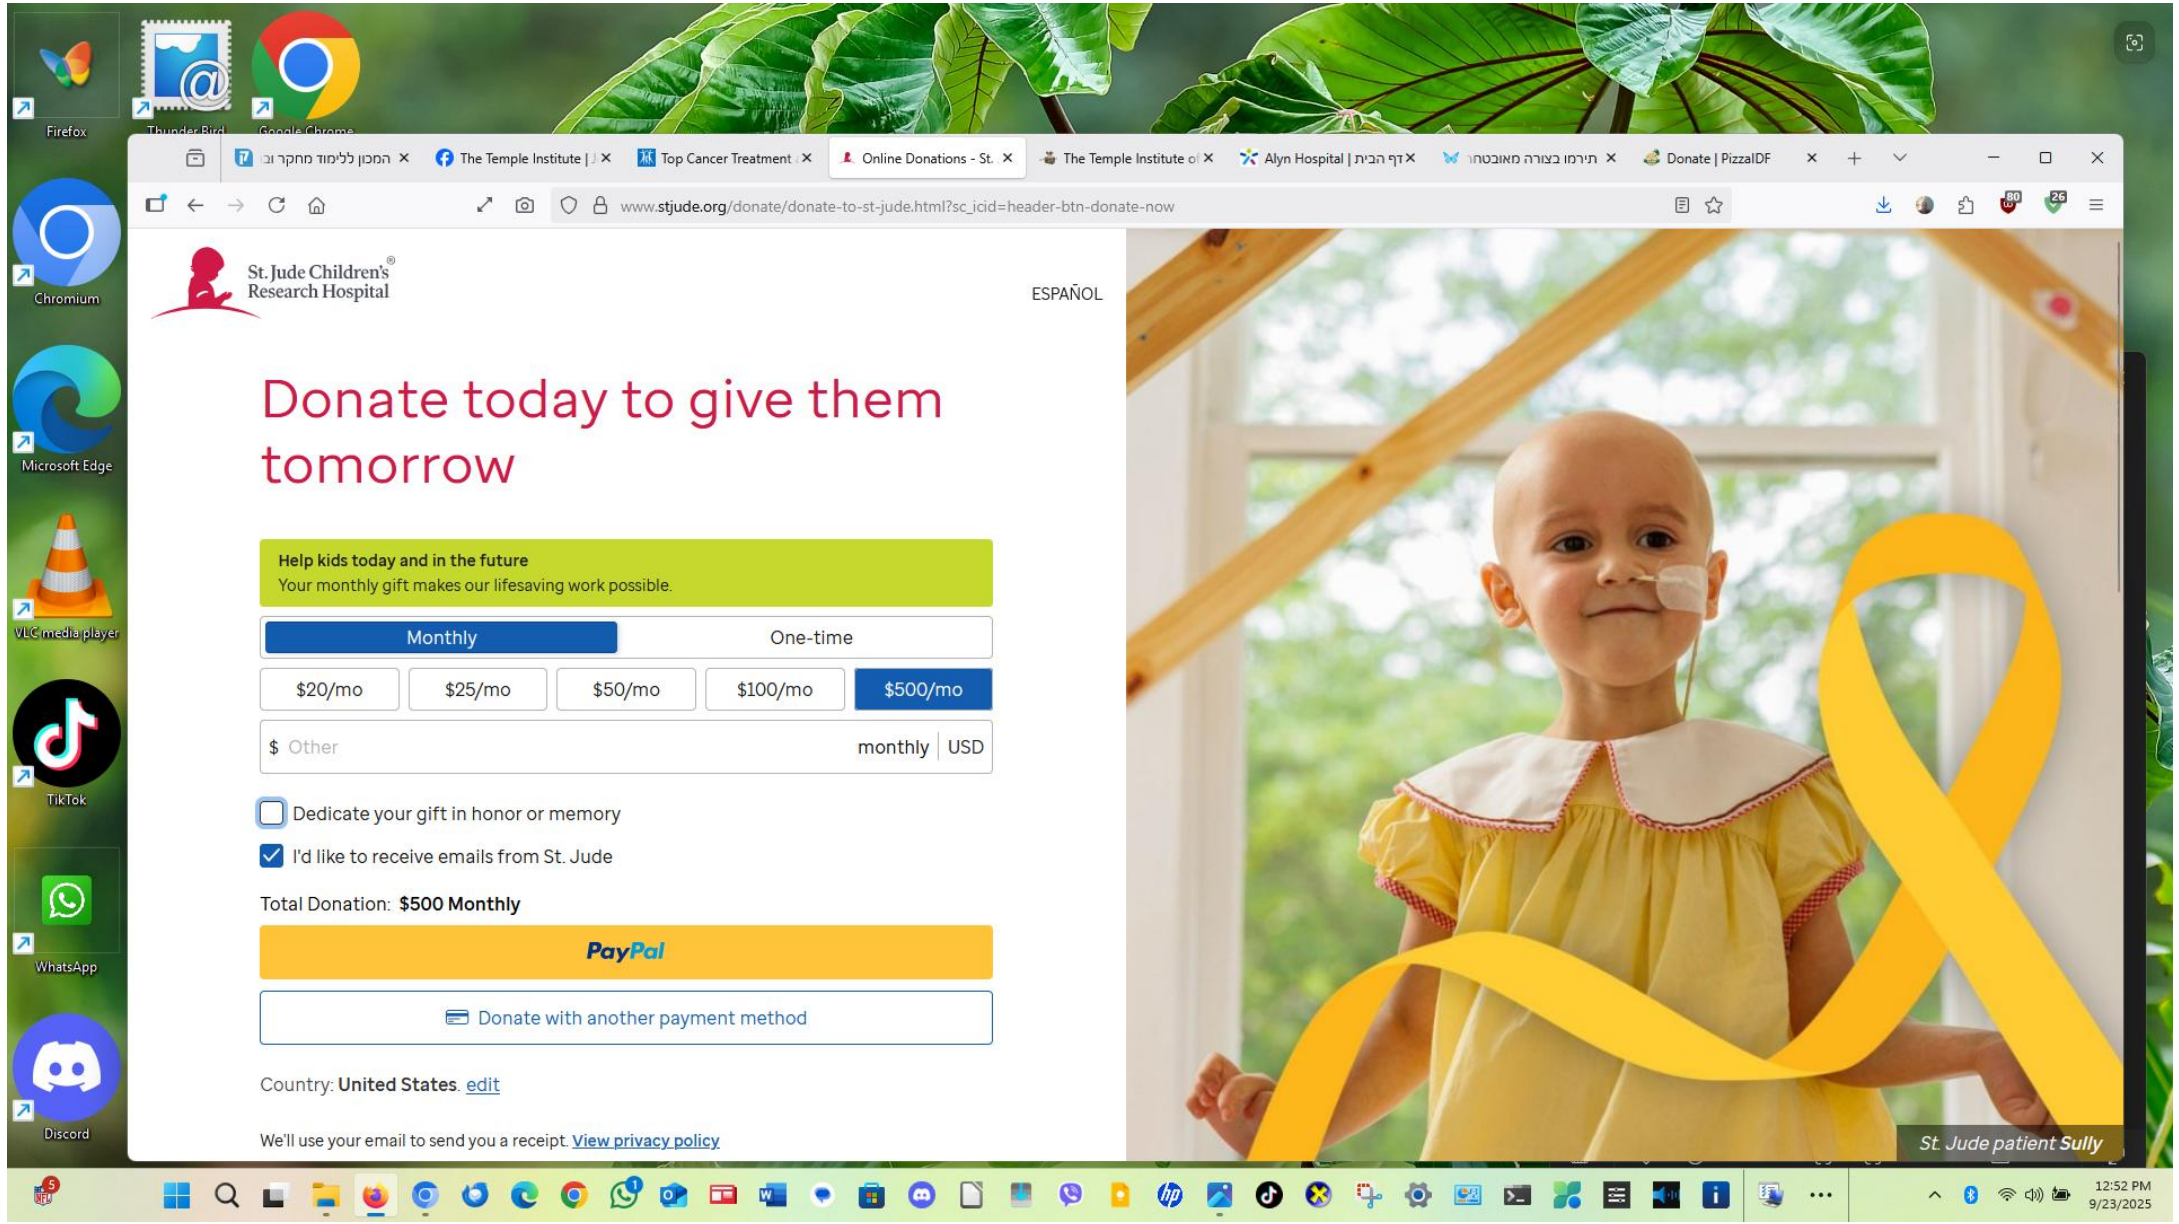 Firefox
Thunder Bird
Google Chrome
Chromium
Microsoft Edge
VLC media player
TikTok
WhatsApp
Discord
המכון ללימוד מחקר וב
The Temple Institute | J
Top Cancer Treatment
Online Donations - St.
The Temple Institute of
Alyn Hospital | דף הבית
תירמו בצורה מאובטחת
Donate | PizzaIDF
www.stjude.org/donate/donate-to-st-jude.html?sc_icid=header-btn-donate-now
80
26
St. Jude Children's®
Research Hospital
ESPAÑOL
Donate today to give them
tomorrow
Help kids today and in the future
Your monthly gift makes our lifesaving work possible.
Monthly
One-time
$20/mo
$25/mo
$50/mo
$100/mo
$500/mo
$ Other
monthly | USD
Dedicate your gift in honor or memory
I'd like to receive emails from St. Jude
Total Donation: $500 Monthly
PayPal
Donate with another payment method
Country: United States. edit
We'll use your email to send you a receipt. View privacy policy
St. Jude patient Sully
5
NFL
1
12:52 PM
9/23/2025